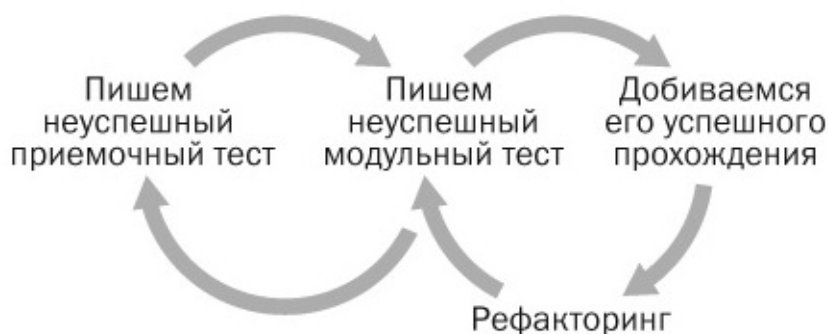 Пишем
неуспешный
приемочный тест
Пишем
неуспешный
модульный тест
Добиваемся
его успешного
прохождения
Рефакторинг